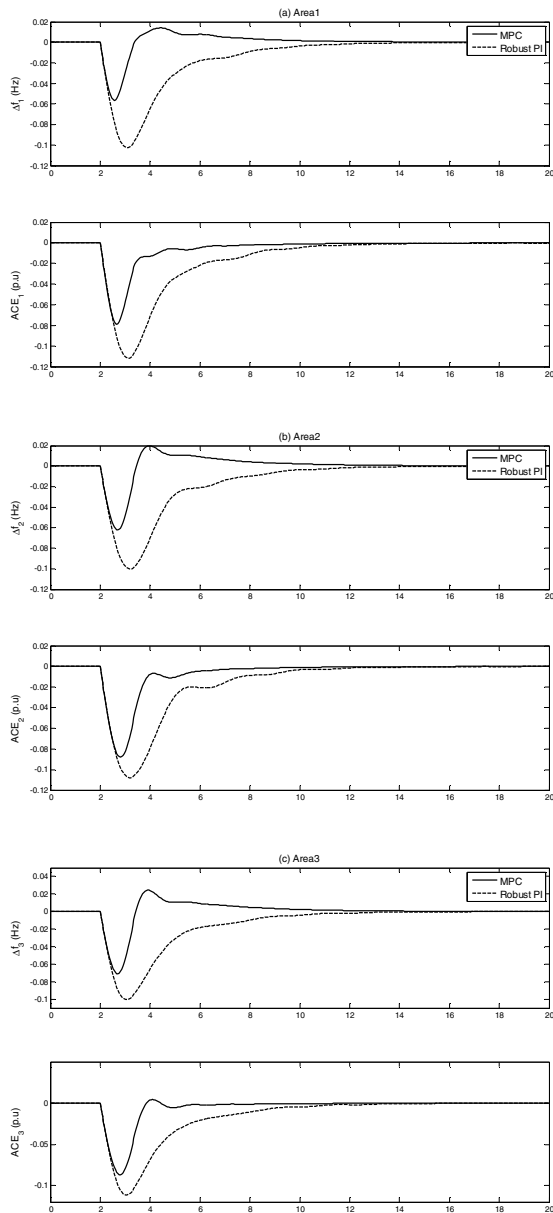 (a) Area1
0.02
0
-0.02
-0.04
-0.06
-0.08
-0.1
-0.12
Δf1 (Hz)
MPC
Robust PI
0 2 4 6 8 10 12 14 16 18 20
0.02
0
-0.02
-0.04
-0.06
-0.08
-0.1
-0.12
ACE1 (p.u)
0 2 4 6 8 10 12 14 16 18 20
(b) Area2
0.02
0
-0.02
-0.04
-0.06
-0.08
-0.1
-0.12
Δf2 (Hz)
MPC
Robust PI
0 2 4 6 8 10 12 14 16 18 20
0.02
0
-0.02
-0.04
-0.06
-0.08
-0.1
-0.12
ACE2 (p.u)
0 2 4 6 8 10 12 14 16 18 20
(c) Area3
0.04
0.02
0
-0.02
-0.04
-0.06
-0.08
-0.1
Δf3 (Hz)
MPC
Robust PI
0 2 4 6 8 10 12 14 16 18 20
0
-0.05
-0.1
ACE3 (p.u)
0 2 4 6 8 10 12 14 16 18 20